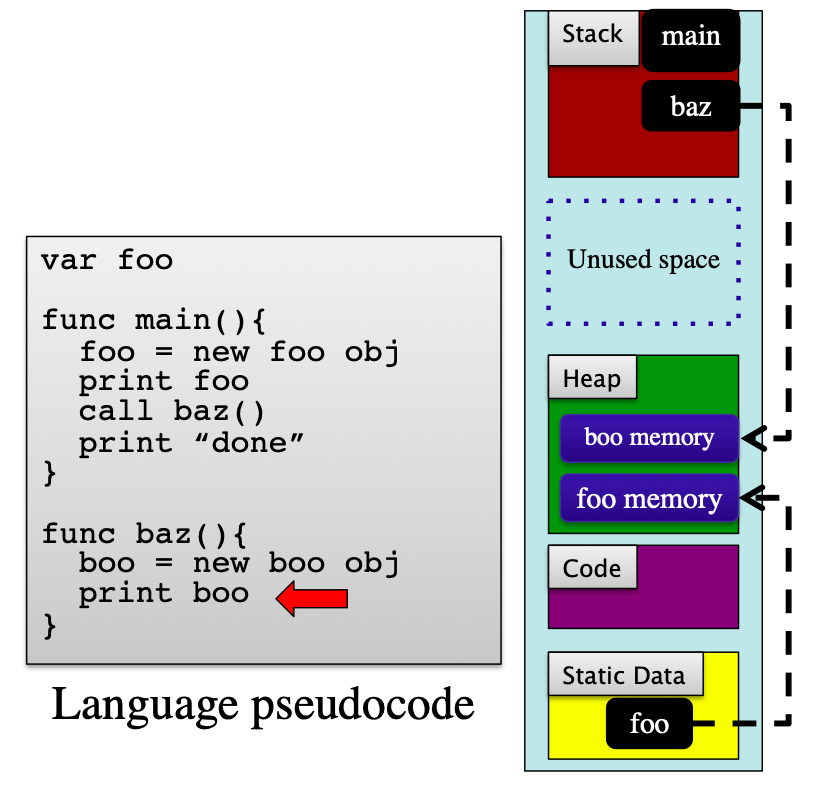 var foo
func main(){
foo = new foo obj
print foo
call baz()
print “done”
}
func baz(){
boo = new boo obj
print boo
}
Language pseudocode
Stack
main
baz
Unused space
Heap
boo memory
foo memory
Code
Static Data
foo